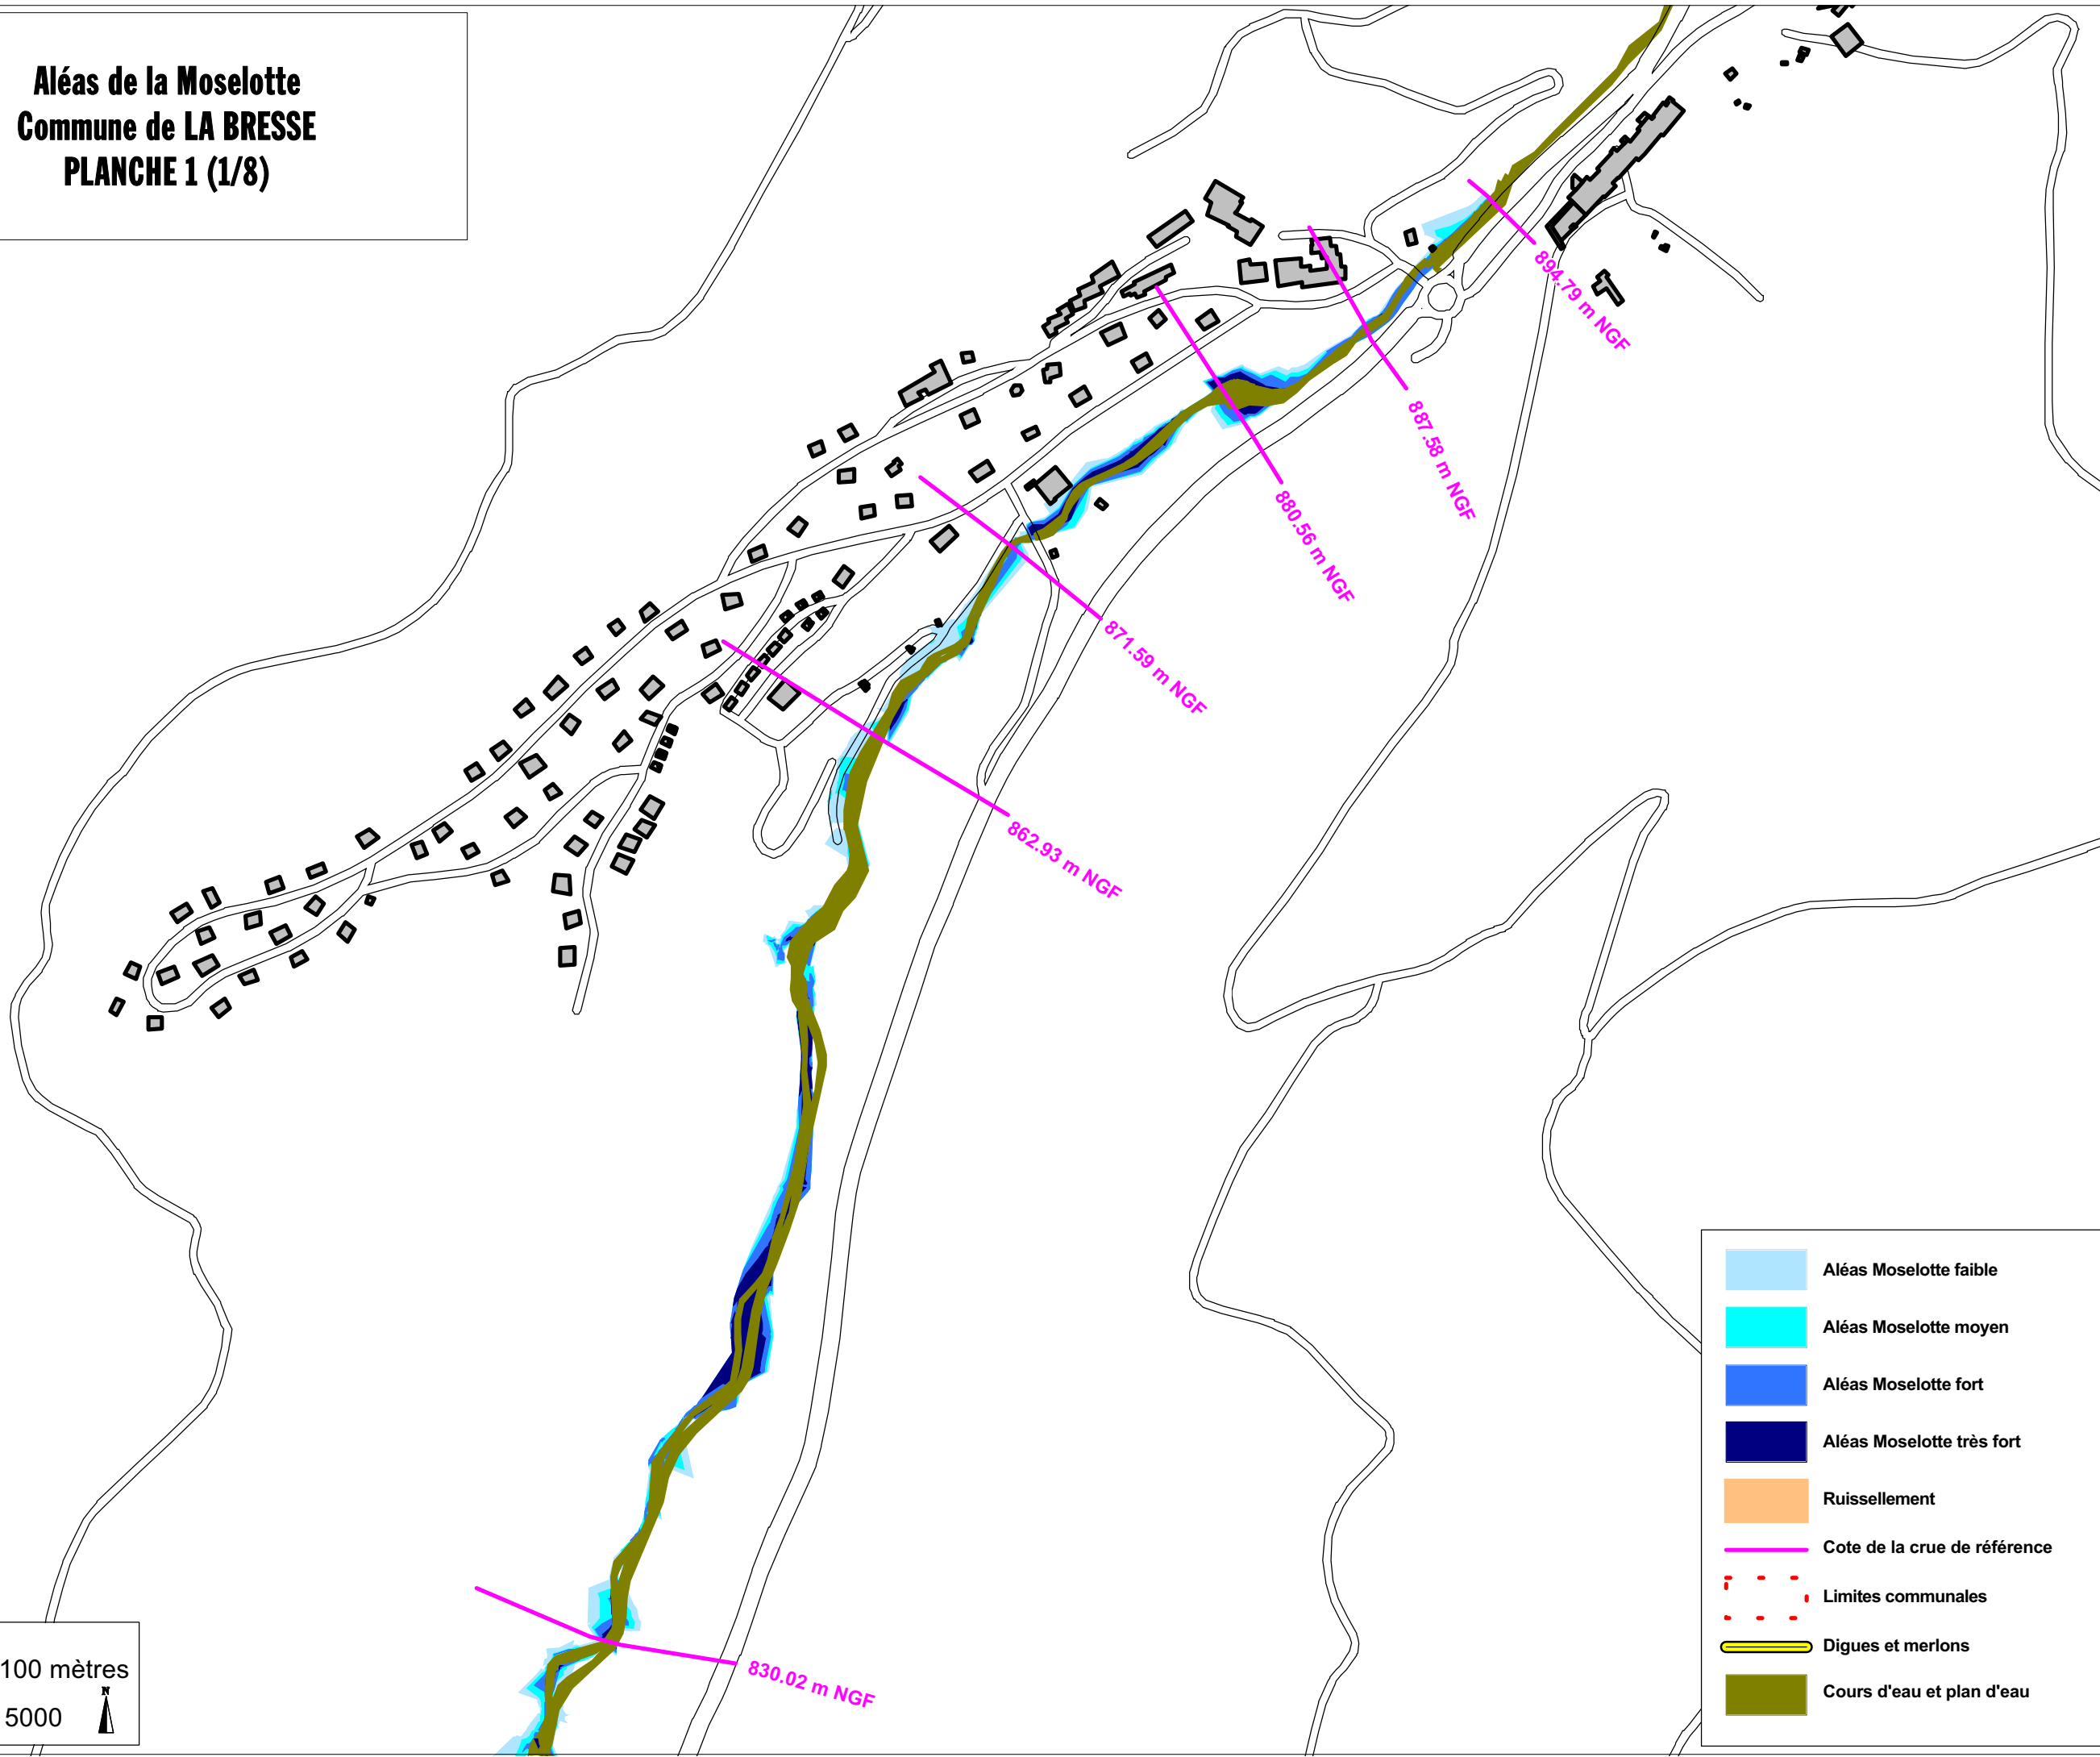 Aléas de la Moselotte
Commune de LA BRESSE
PLANCHE 1 (1/8)
894.79 m NGF
887.58 m NGF
880.56 m NGF
871.59 m NGF
862.93 m NGF
830.02 m NGF
Aléas Moselotte faible
Aléas Moselotte moyen
Aléas Moselotte fort
Aléas Moselotte très fort
Ruissellement
Cote de la crue de référence
Limites communales
Digues et merlons
Cours d'eau et plan d'eau
100 mètres
N
5000